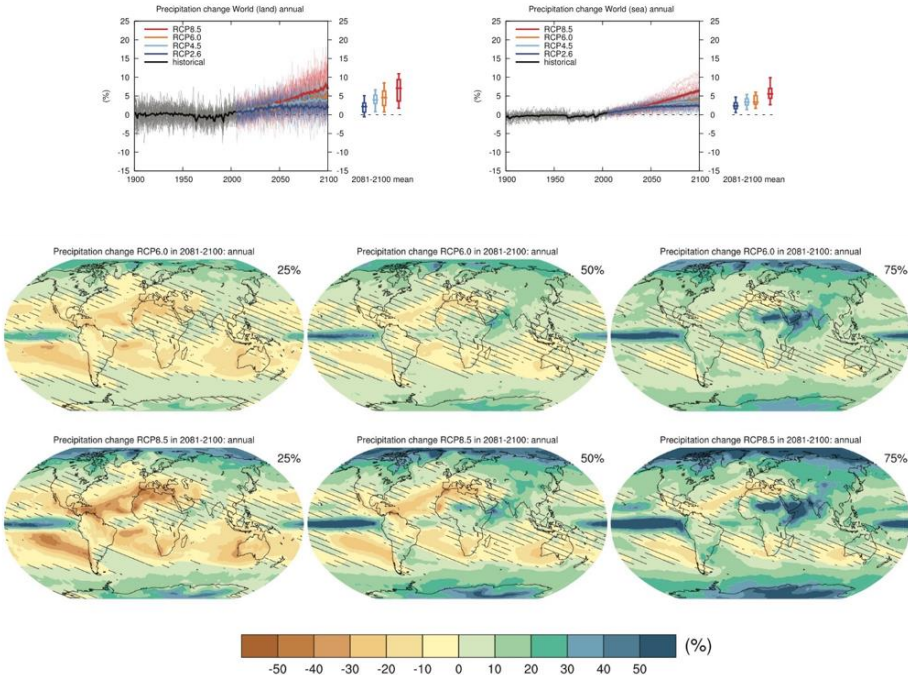 Precipitation change World (land) annual
25
20
15
10
5
0
-5
-10
-15
(%)
RCP8.5
RCP6.0
RCP4.5
RCP2.6
historical
25
20
15
10
5
0
-5
-10
-15
1900 1950 2000 2050 2100
2081-2100 mean
Precipitation change World (sea) annual
25
20
15
10
5
0
-5
-10
-15
(%)
RCP8.5
RCP6.0
RCP4.5
RCP2.6
historical
25
20
15
10
5
0
-5
-10
-15
1900 1950 2000 2050 2100
2081-2100 mean
Precipitation change RCP6.0 in 2081-2100: annual
25%
Precipitation change RCP6.0 in 2081-2100: annual
50%
Precipitation change RCP6.0 in 2081-2100: annual
75%
Precipitation change RCP8.5 in 2081-2100: annual
25%
Precipitation change RCP8.5 in 2081-2100: annual
50%
Precipitation change RCP8.5 in 2081-2100: annual
75%
(%)
-50 -40 -30 -20 -10 0 10 20 30 40 50